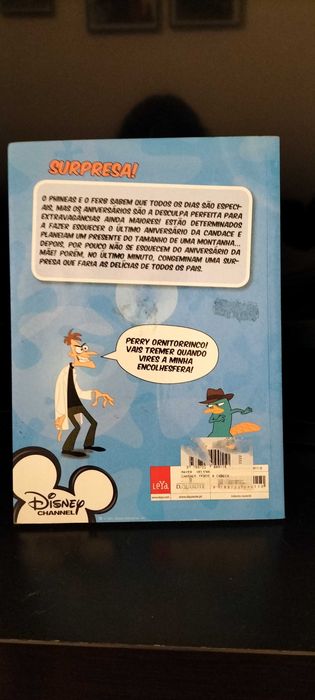 SURPRESA!
O PHINEAS E O FERB SABEM QUE TODOS OS DIAS SÃO ESPECI-
AIS, MAS OS ANIVERSÁRIOS SÃO A DESCULPA PERFEITA PARA
EXTRAVAGÂNCIAS AINDA MAIORES! ESTÃO DETERMINADOS
A FAZER ESQUECER O ÚLTIMO ANIVERSÁRIO DA CANDACE E
PLANEIAM UM PRESENTE DO TAMANHO DE UMA MONTANHA...
DEPOIS, POR POUCO NÃO SE ESQUECEM DO ANIVERSÁRIO DA
MÃE! PORÉM, NO ÚLTIMO MINUTO, CONGEMINAM UMA SUR-
PRESA QUE FARIA AS DELÍCIAS DE TODOS OS PAIS.
PERRY ORNITORRINCO!
VAIS TREMER QUANDO
VIRES A MINHA
ENCOLHESFERA!
DISNEY
CHANNEL
LeYa